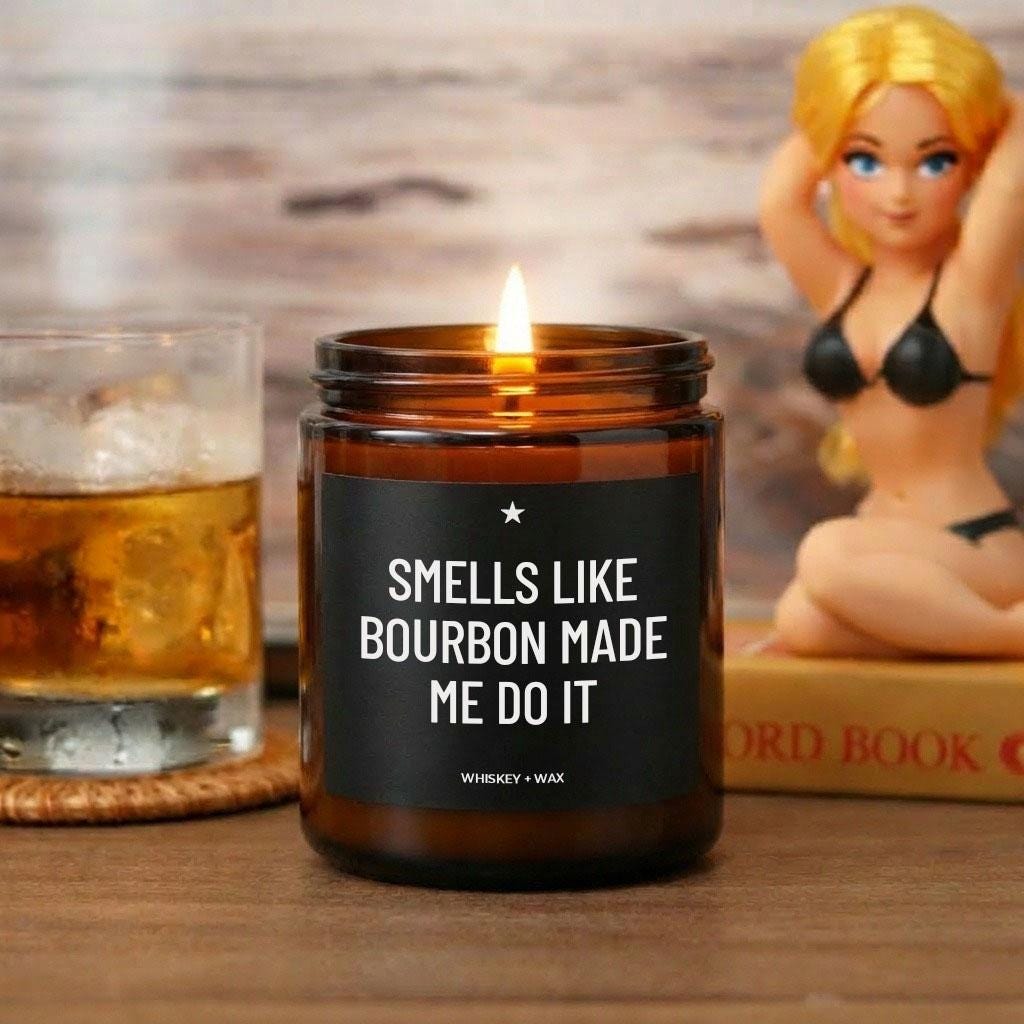 SMELLS LIKE
BOURBON MADE
ME DO IT
WHISKEY + WAX
ORD BOOK